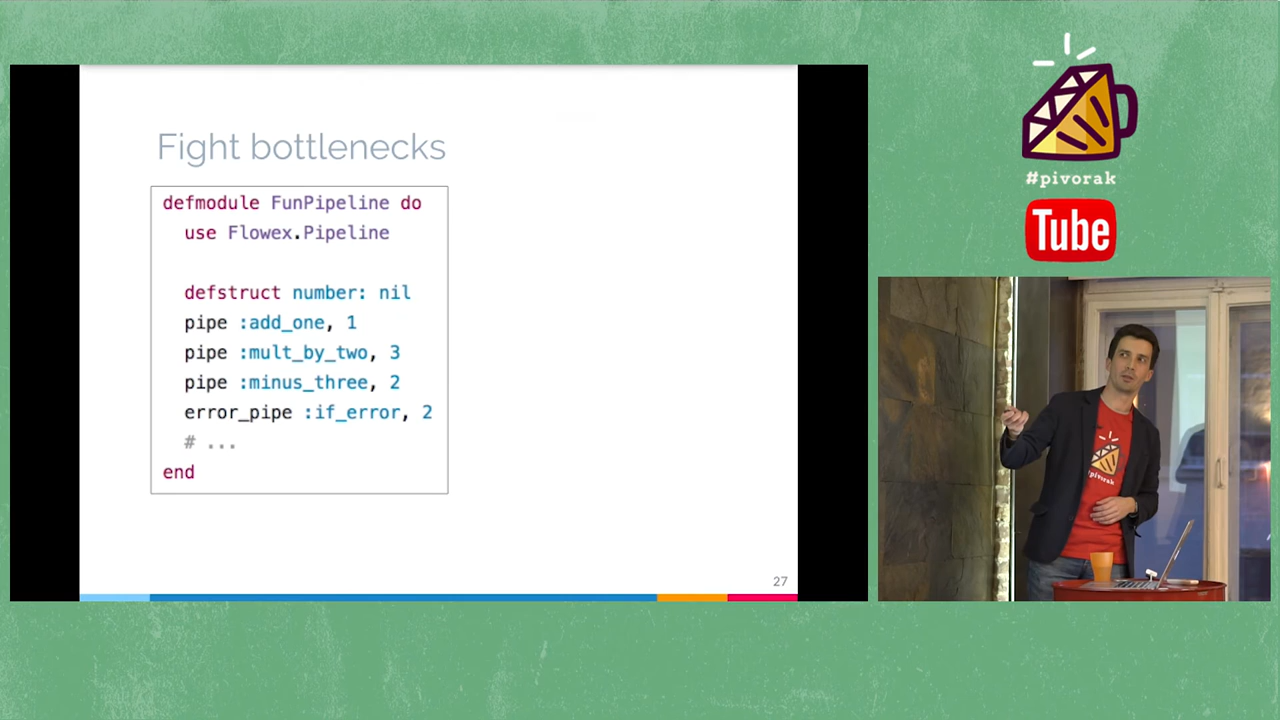 Fight bottlenecks
defmodule FunPipeline do
use Flowex.Pipeline
defstruct number: nil
pipe :add_one, 1
pipe :mult_by_two, 3
pipe :minus_three, 2
error_pipe :if_error, 2
# ...
end
27
#pivorak
Tube
#pivorak